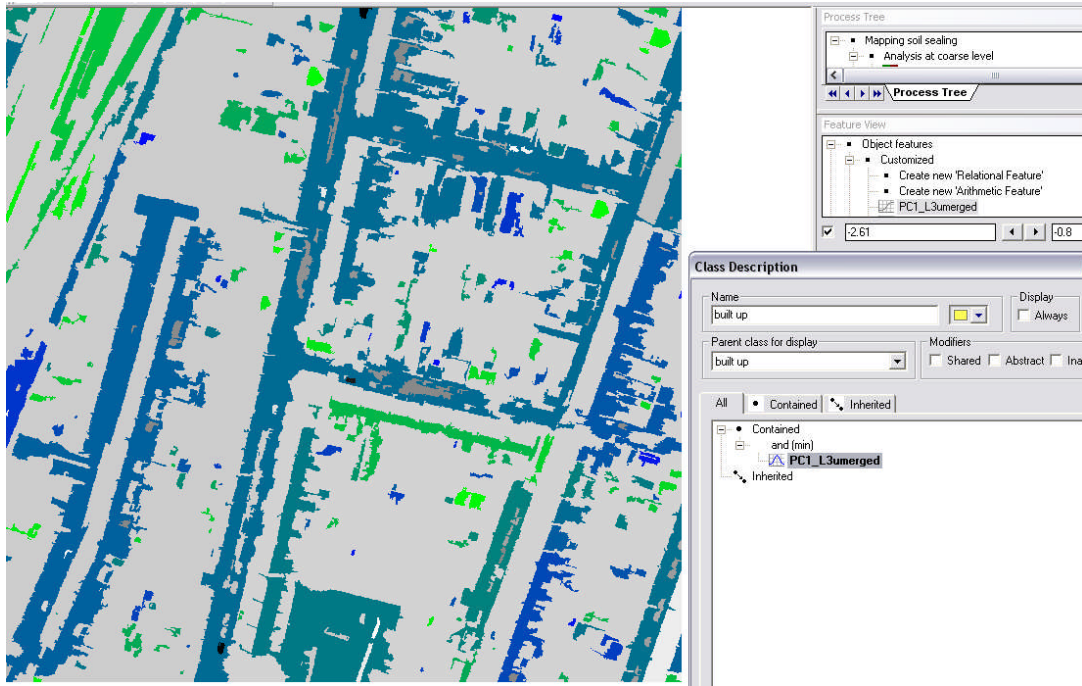 Process Tree
Mapping soil sealing
Analysis at coarse level
Process Tree
Feature View
Object features
Customized
Create new 'Relational Feature'
Create new 'Arithmetic Feature'
PC1_L3umerged
-2.61 -0.8
Class Description
Name Display
built up Always
Parent class for display Modifiers
built up Shared Abstract Ina
All Contained Inherited
Contained
and (min)
PC1_L3umerged
Inherited